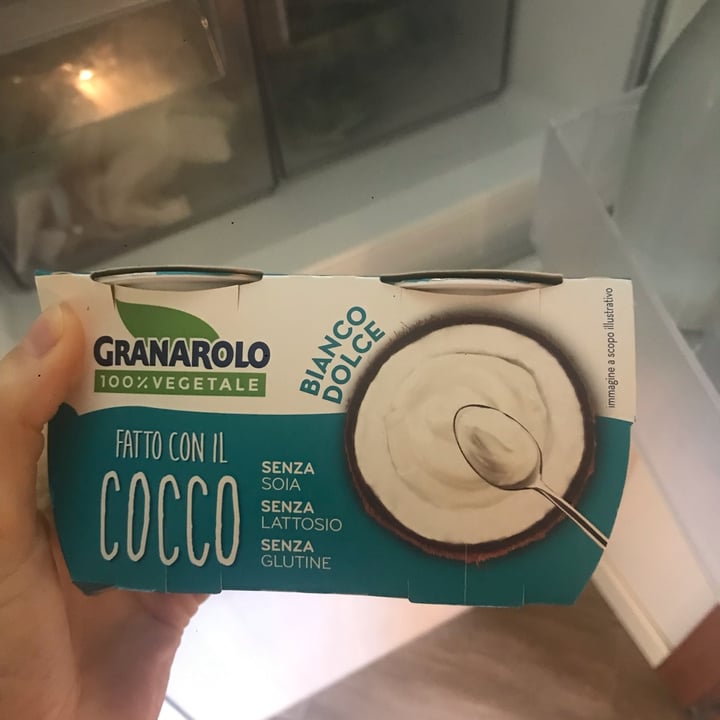 GRANAROLO
100% VEGETALE
BIANCO
DOLCE
immagine a scopo illustrativo
FATTO CON IL
COCCO
SENZA
SOIA
SENZA
LATTOSIO
SENZA
GLUTINE